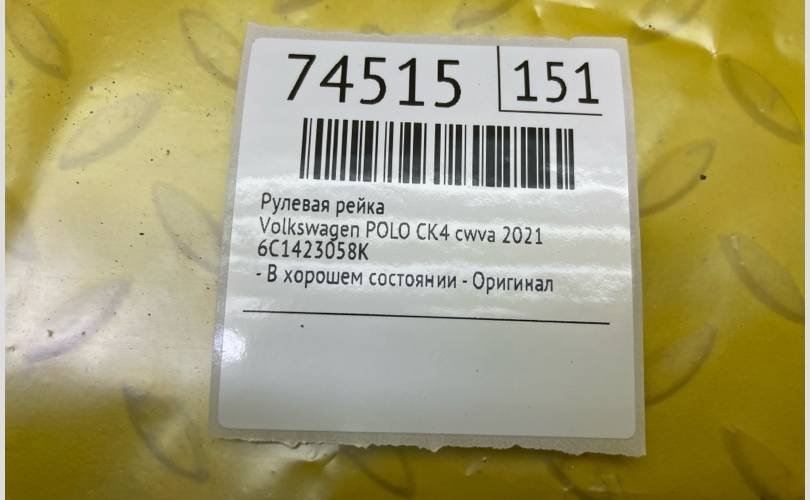 74515 151
Рулевая рейка
Volkswagen POLO CK4 cwva 2021
6C1423058K
- В хорошем состоянии - Оригинал